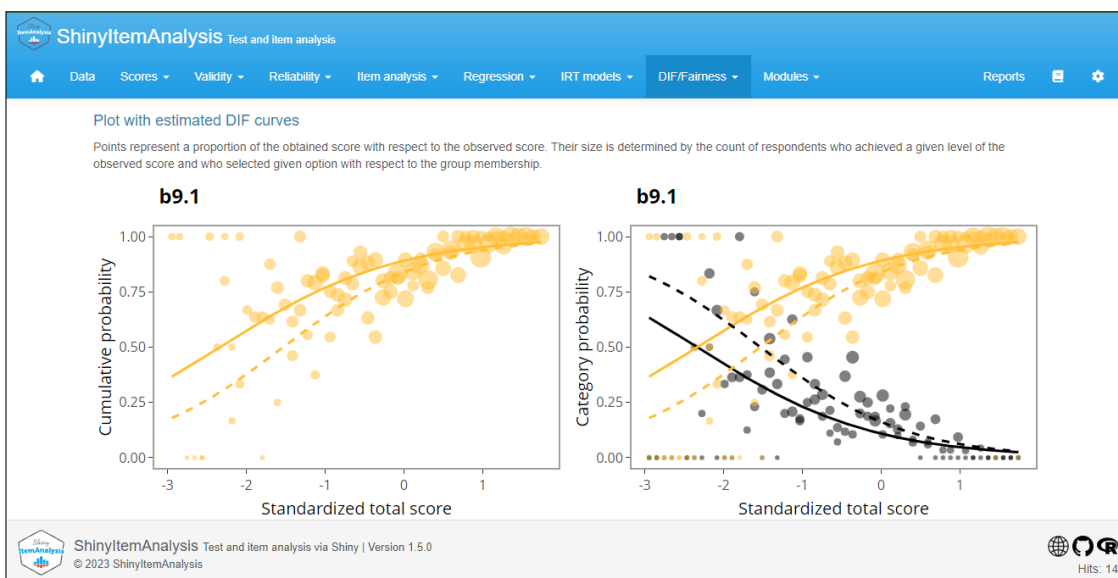 Shiny
ItemAnalysis
ShinyItemAnalysis Test and item analysis
Data Scores Validity Reliability Item analysis Regression IRT models DIF/Fairness Modules Reports
Plot with estimated DIF curves
Points represent a proportion of the obtained score with respect to the observed score. Their size is determined by the count of respondents who achieved a given level of the
observed score and who selected given option with respect to the group membership.
b9.1
1.00
0.75
0.50
0.25
0.00
Cumulative probability
-3 -2 -1 0 1
Standardized total score
b9.1
1.00
0.75
0.50
0.25
0.00
Category probability
-3 -2 -1 0 1
Standardized total score
Shiny
ItemAnalysis
ShinyItemAnalysis Test and item analysis via Shiny | Version 1.5.0
© 2023 ShinyItemAnalysis
R
Hits: 14